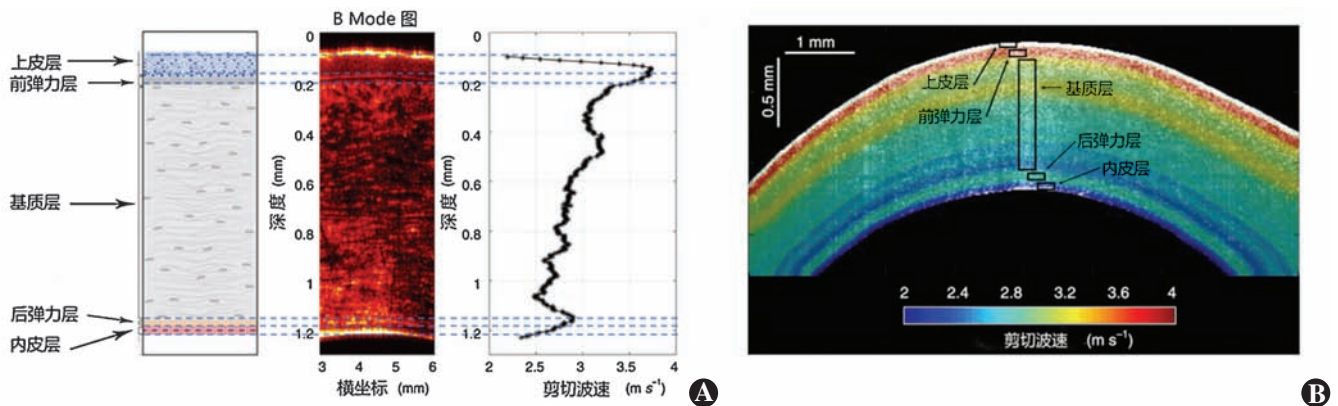 B Mode 图
上皮层
前弹力层
基质层
后弹力层
内皮层
0
0.2
0.4
0.6
0.8
1
1.2
深度 (mm)
3 4 5 6
横坐标 (mm)
0
0.2
0.4
0.6
0.8
1
1.2
深度 (mm)
2 2.5 3 3.5 4
剪切波速 (m s⁻¹)
A
1 mm
0.5 mm
上皮层
前弹力层
基质层
后弹力层
内皮层
2 2.4 2.8 3.2 3.6 4
剪切波速 (m s⁻¹)
B